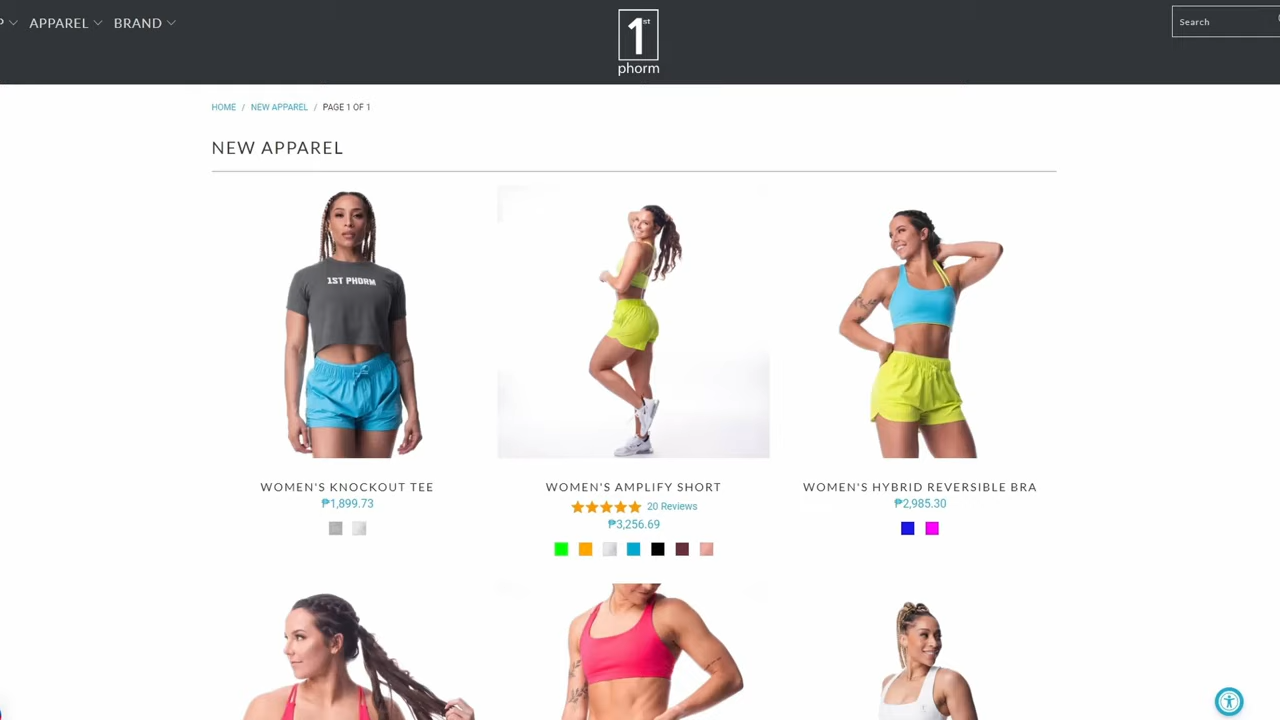 P
APPAREL
BRAND
1st
phorm
Search
HOME / NEW APPAREL / PAGE 1 OF 1
NEW APPAREL
1ST PHORM
WOMEN'S KNOCKOUT TEE
₱1,899.73
WOMEN'S AMPLIFY SHORT
20 Reviews
₱3,256.69
WOMEN'S HYBRID REVERSIBLE BRA
₱2,985.30